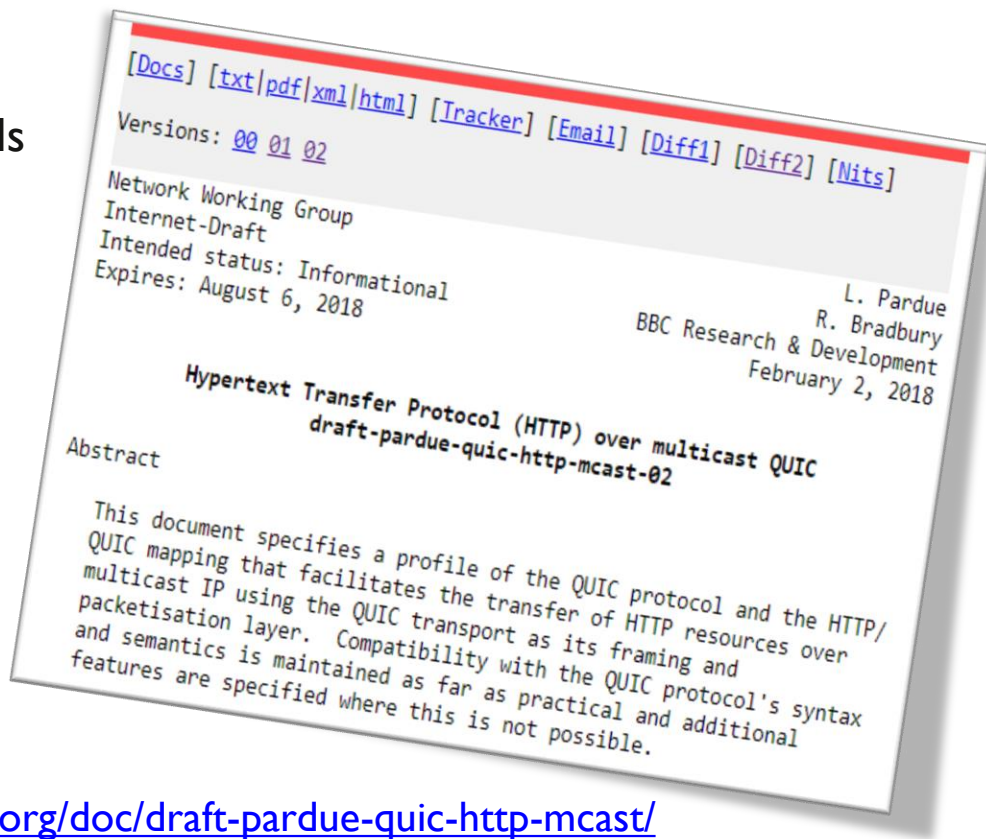 ls
[Docs] [txt|pdf|xml|html] [Tracker] [Email] [Diff1] [Diff2] [Nits]
Versions: 00 01 02
Network Working Group
Internet-Draft
Intended status: Informational
Expires: August 6, 2018
L. Pardue
R. Bradbury
BBC Research & Development
February 2, 2018
Hypertext Transfer Protocol (HTTP) over multicast QUIC
draft-pardue-quic-http-mcast-02
Abstract
This document specifies a profile of the QUIC protocol and the HTTP/
QUIC mapping that facilitates the transfer of HTTP resources over
multicast IP using the QUIC transport as its framing and
packetisation layer. Compatibility with the QUIC protocol's syntax
and semantics is maintained as far as practical and additional
features are specified where this is not possible.
.org/doc/draft-pardue-quic-http-mcast/